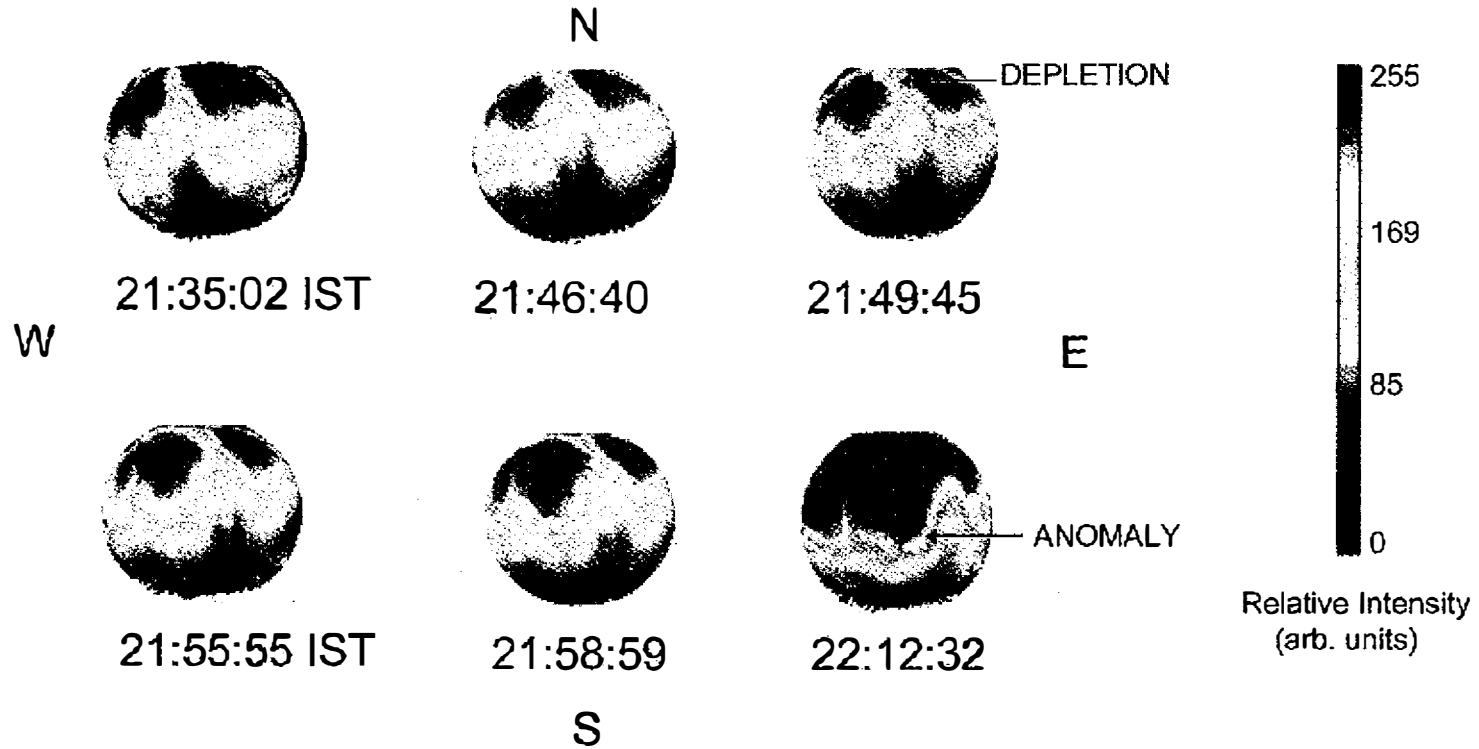 N
DEPLETION
255
169
85
0
Relative Intensity
(arb. units)
21:35:02 IST
21:46:40
21:49:45
W
E
ANOMALY
21:55:55 IST
21:58:59
22:12:32
S